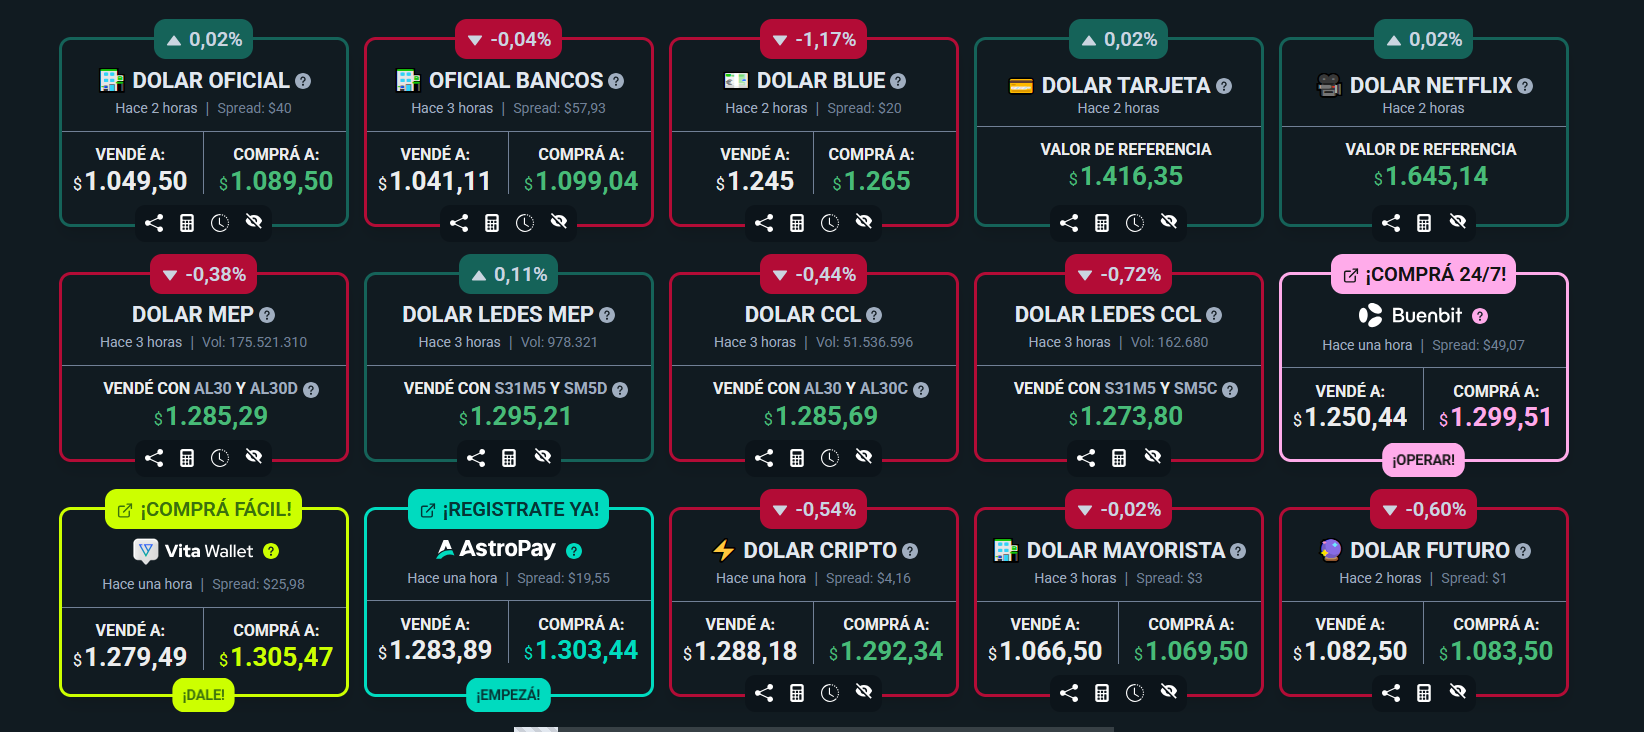 0,02%
DOLAR OFICIAL ?
Hace 2 horas | Spread: $40
VENDÉ A: COMPRÁ A:
$1.049,50 $1.089,50
-0,04%
OFICIAL BANCOS ?
Hace 3 horas | Spread: $57,93
VENDÉ A: COMPRÁ A:
$1.041,11 $1.099,04
-1,17%
DOLAR BLUE ?
Hace 2 horas | Spread: $20
VENDÉ A: COMPRÁ A:
$1.245 $1.265
0,02%
DOLAR TARJETA ?
Hace 2 horas
VALOR DE REFERENCIA
$1.416,35
0,02%
DOLAR NETFLIX ?
Hace 2 horas
VALOR DE REFERENCIA
$1.645,14
-0,38%
DOLAR MEP ?
Hace 3 horas | Vol: 175.521.310
VENDÉ CON AL30 Y AL30D ?
$1.285,29
0,11%
DOLAR LEDES MEP ?
Hace 3 horas | Vol: 978.321
VENDÉ CON S31M5 Y SM5D ?
$1.295,21
-0,44%
DOLAR CCL ?
Hace 3 horas | Vol: 51.536.596
VENDÉ CON AL30 Y AL30C ?
$1.285,69
-0,72%
DOLAR LEDES CCL ?
Hace 3 horas | Vol: 162.680
VENDÉ CON S31M5 Y SM5C ?
$1.273,80
¡COMPRÁ 24/7!
Buenbit ?
Hace una hora | Spread: $49,07
VENDÉ A: COMPRÁ A:
$1.250,44 $1.299,51
¡OPERAR!
¡COMPRÁ FÁCIL!
Vita Wallet ?
Hace una hora | Spread: $25,98
VENDÉ A: COMPRÁ A:
$1.279,49 $1.305,47
¡DALE!
¡REGISTRATE YA!
AstroPay ?
Hace una hora | Spread: $19,55
VENDÉ A: COMPRÁ A:
$1.283,89 $1.303,44
¡EMPEZÁ!
-0,54%
DOLAR CRIPTO ?
Hace una hora | Spread: $4,16
VENDÉ A: COMPRÁ A:
$1.288,18 $1.292,34
-0,02%
DOLAR MAYORISTA ?
Hace 3 horas | Spread: $3
VENDÉ A: COMPRÁ A:
$1.066,50 $1.069,50
-0,60%
DOLAR FUTURO ?
Hace 2 horas | Spread: $1
VENDÉ A: COMPRÁ A:
$1.082,50 $1.083,50